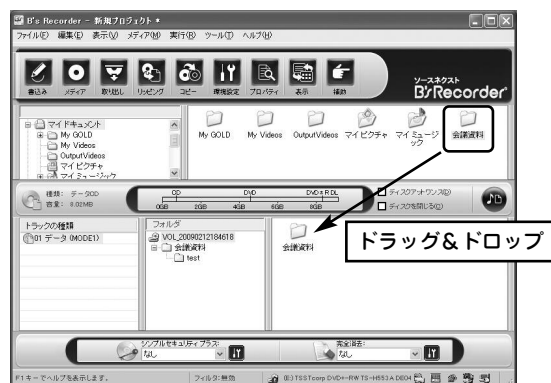 B's Recorder - 新規プロジェクト *
ファイル(F) 編集(E) 表示(V) メディア(M) 実行(R) ツール(T) ヘルプ(H)
書込み メディア 取り出し リッピング コピー 環境設定 プロパティ 表示 補助
ソースネクスト
B's Recorder
マイ ドキュメント
My GOLD
My Videos
OutputVideos
マイ ピクチャ
マイ ミュージック
My GOLD My Videos OutputVideos マイ ピクチャ マイ ミュージック 会議資料
種類: データCD
容量: 9.02MB
CD DVD DVD±R DL
0GB 2GB 4GB 6GB 8GB
ディスクアットワンス(D)
ディスクを閉じる(C)
ドラッグ&ドロップ
トラックの種類
01 データ (MODE1)
フォルダ
VOL_20090212184618
会議資料
test
会議資料
シンプルセキュリティプラス:
なし
完全消去:
なし
F1 キーでヘルプを表示します。
フィルタ: 無効
(E:) TSSTcorp DVD+-RW TS-H553A DE04